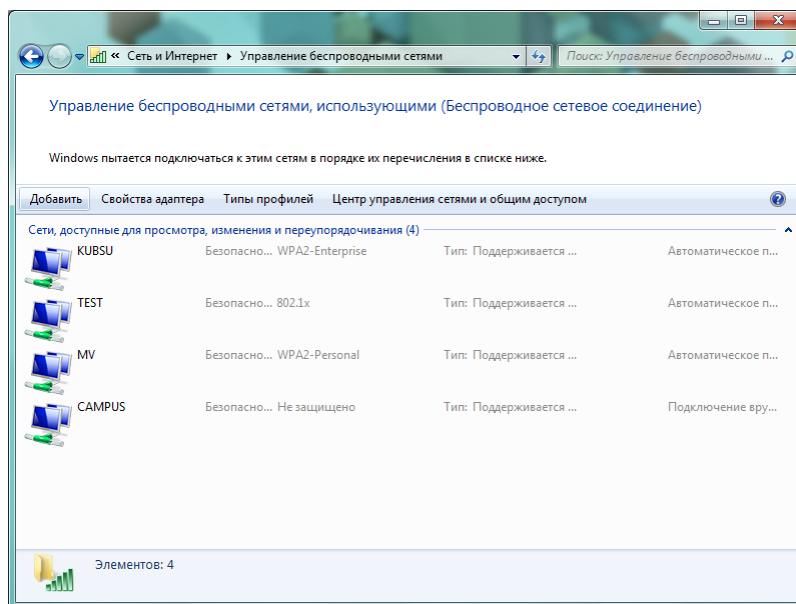 « Сеть и Интернет ▸ Управление беспроводными сетями Поиск: Управление беспроводными ...
Управление беспроводными сетями, использующими (Беспроводное сетевое соединение)
Windows пытается подключаться к этим сетям в порядке их перечисления в списке ниже.
Добавить Свойства адаптера Типы профилей Центр управления сетями и общим доступом
Сети, доступные для просмотра, изменения и переупорядочивания (4)
KUBSU Безопасно... WPA2-Enterprise Тип: Поддерживается ... Автоматическое п...
TEST Безопасно... 802.1x Тип: Поддерживается ... Автоматическое п...
MV Безопасно... WPA2-Personal Тип: Поддерживается ... Автоматическое п...
CAMPUS Безопасно... Не защищено Тип: Поддерживается ... Подключение вру...
Элементов: 4